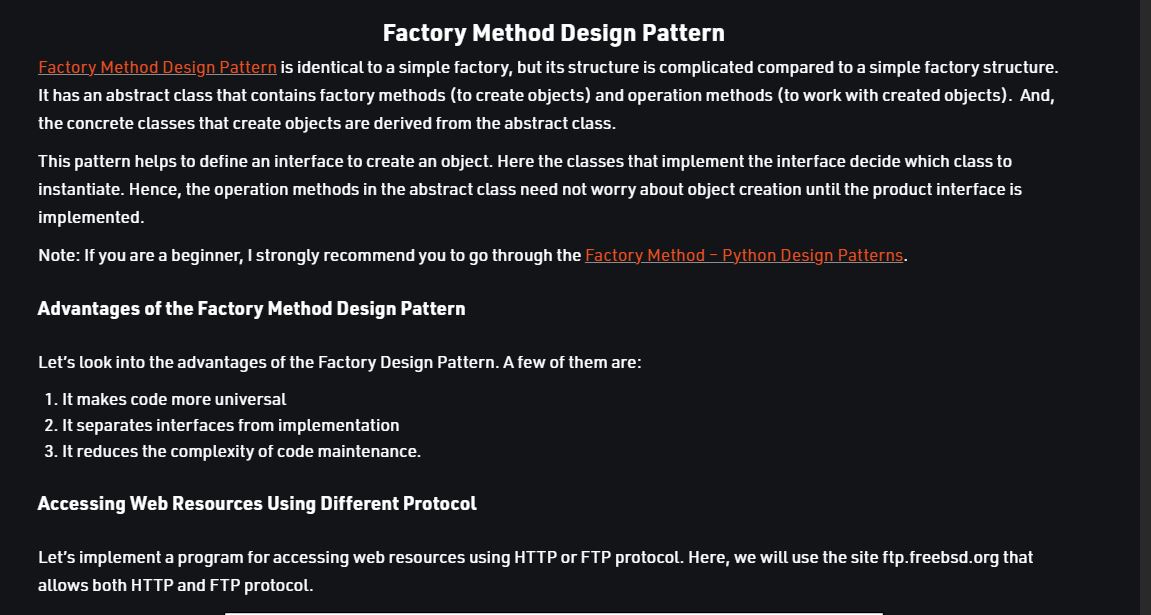 Factory Method Design Pattern
Factory Method Design Pattern is identical to a simple factory, but its structure is complicated compared to a simple factory structure.
It has an abstract class that contains factory methods (to create objects) and operation methods (to work with created objects).  And,
the concrete classes that create objects are derived from the abstract class.
This pattern helps to define an interface to create an object. Here the classes that implement the interface decide which class to
instantiate. Hence, the operation methods in the abstract class need not worry about object creation until the product interface is
implemented.
Note: If you are a beginner, I strongly recommend you to go through the Factory Method – Python Design Patterns.
Advantages of the Factory Method Design Pattern
Let’s look into the advantages of the Factory Design Pattern. A few of them are:
1. It makes code more universal
2. It separates interfaces from implementation
3. It reduces the complexity of code maintenance.
Accessing Web Resources Using Different Protocol
Let’s implement a program for accessing web resources using HTTP or FTP protocol. Here, we will use the site ftp.freebsd.org that
allows both HTTP and FTP protocol.